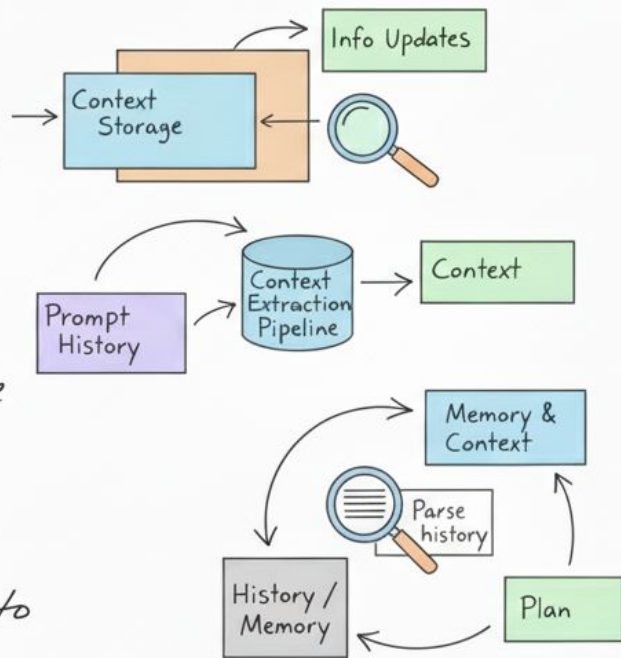 Info Updates
Context
Storage
Context
Extraction
Pipeline
Context
Prompt
History
Memory &
Context
Parse
history
History /
Memory
Plan